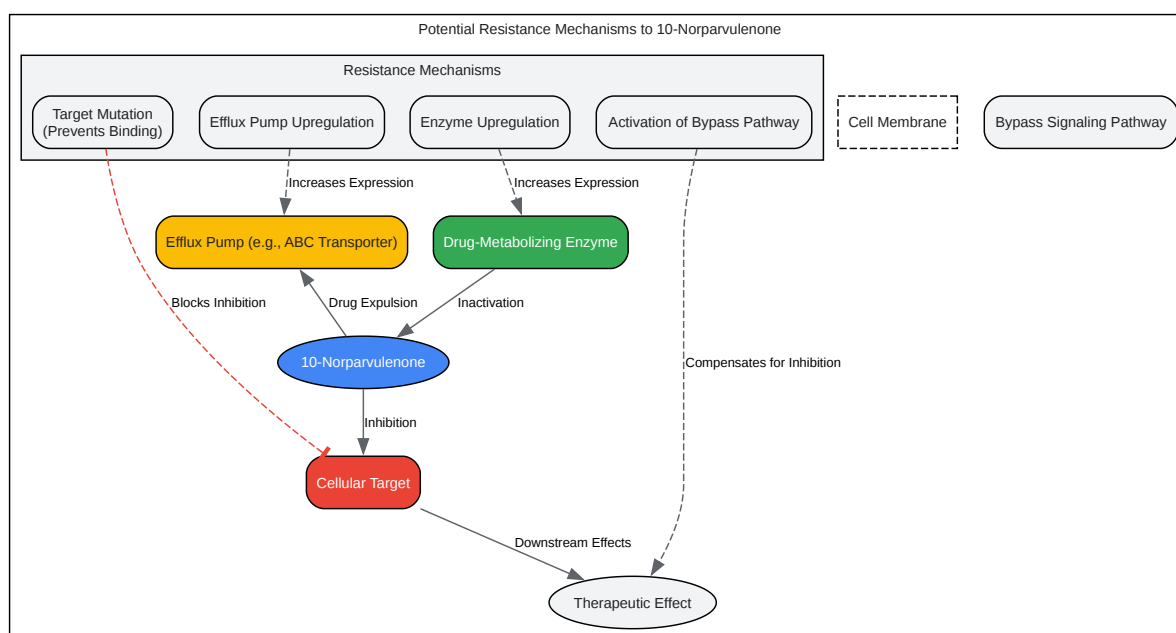 Potential Resistance Mechanisms to 10-Norparvulenone
Resistance Mechanisms
Target Mutation
(Prevents Binding)
Efflux Pump Upregulation
Enzyme Upregulation
Activation of Bypass Pathway
Cell Membrane
Bypass Signaling Pathway
Increases Expression
Increases Expression
Efflux Pump (e.g., ABC Transporter)
Drug-Metabolizing Enzyme
Blocks Inhibition
Drug Expulsion
Inactivation
10-Norparvulenone
Compensates for Inhibition
Inhibition
Cellular Target
Downstream Effects
Therapeutic Effect